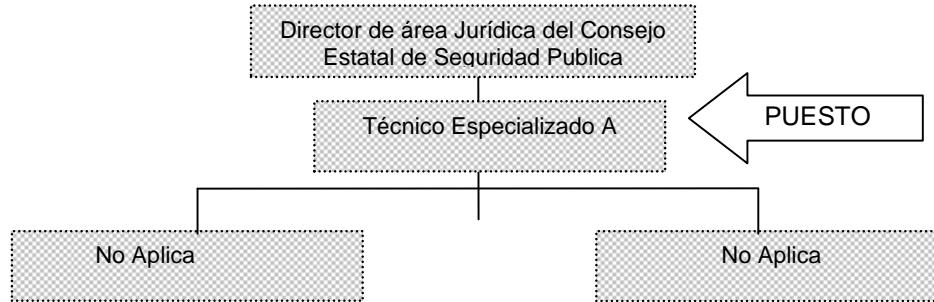 Director de área Jurídica del Consejo
Estatal de Seguridad Publica
Técnico Especializado A
PUESTO
No Aplica
No Aplica